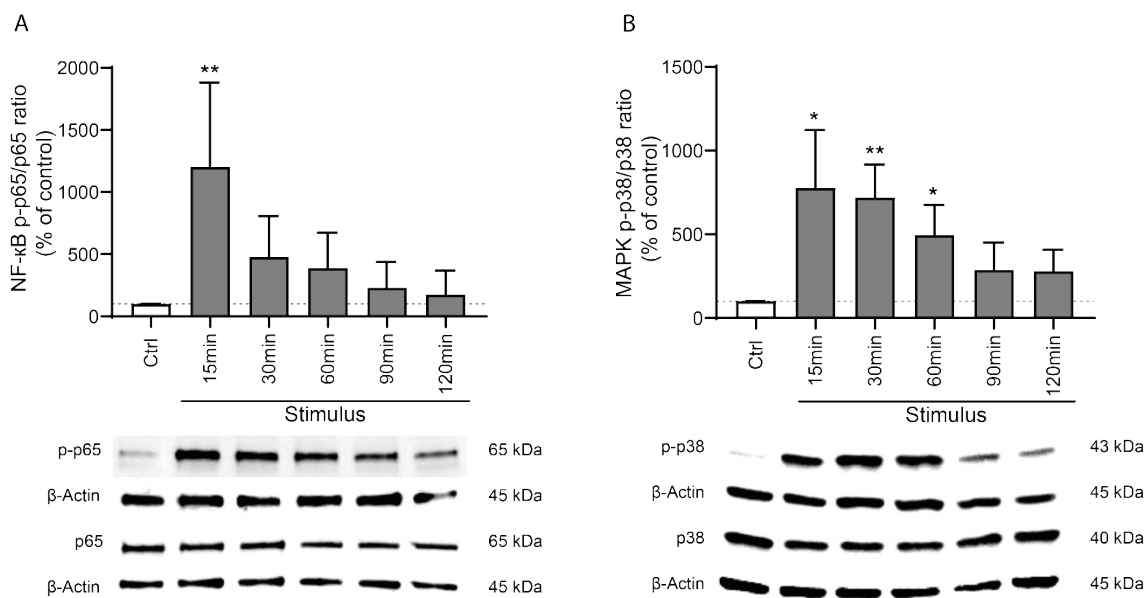 A
NF-κB p-p65/p65 ratio
(% of control)
2000
1500
1000
500
0
**
Ctrl
15min
30min
60min
90min
120min
Stimulus
p-p65
65 kDa
β-Actin
45 kDa
p65
65 kDa
β-Actin
45 kDa
B
MAPK p-p38/p38 ratio
(% of control)
1500
1000
500
0
*
**
*
Ctrl
15min
30min
60min
90min
120min
Stimulus
p-p38
43 kDa
β-Actin
45 kDa
p38
40 kDa
β-Actin
45 kDa